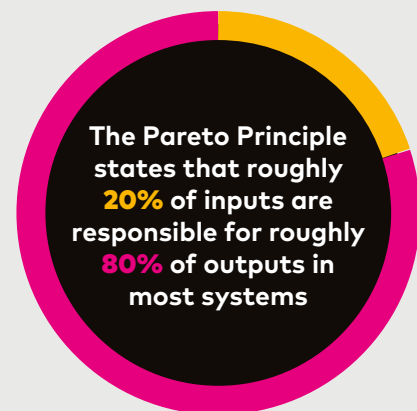 The Pareto Principle
states that roughly
20% of inputs are
responsible for roughly
80% of outputs in
most systems